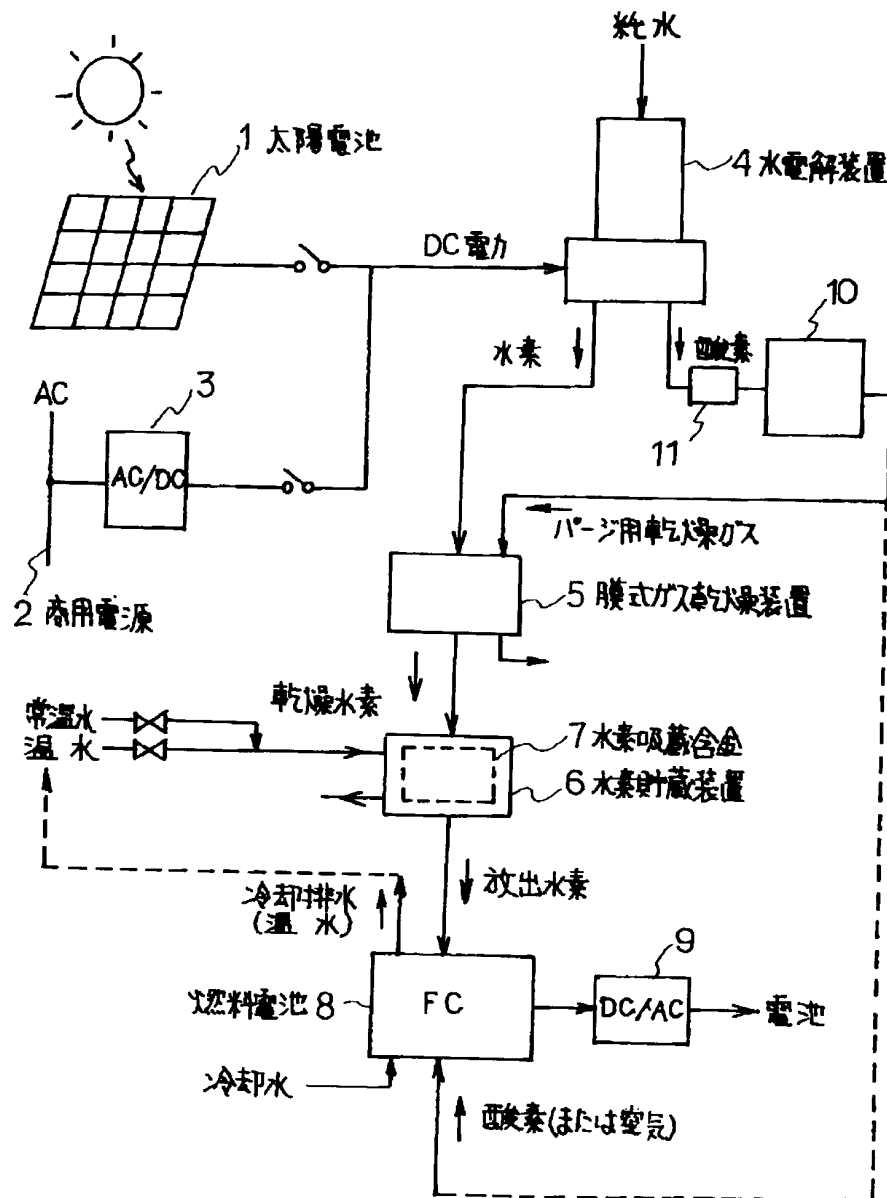 給水
1 太陽電池
4 水電解装置
DC電力
10
水素
酸素
AC
3
11
AC/DC
パージ用乾燥ガス
5 膜式ガス乾燥装置
2 商用電源
乾燥水素
常温水
温水
7 水素吸蔵合金
6 水素貯蔵装置
放出水素
冷却排水
(温水)
9
燃料電池 8
FC
DC/AC
電池
冷却水
酸素(または空気)